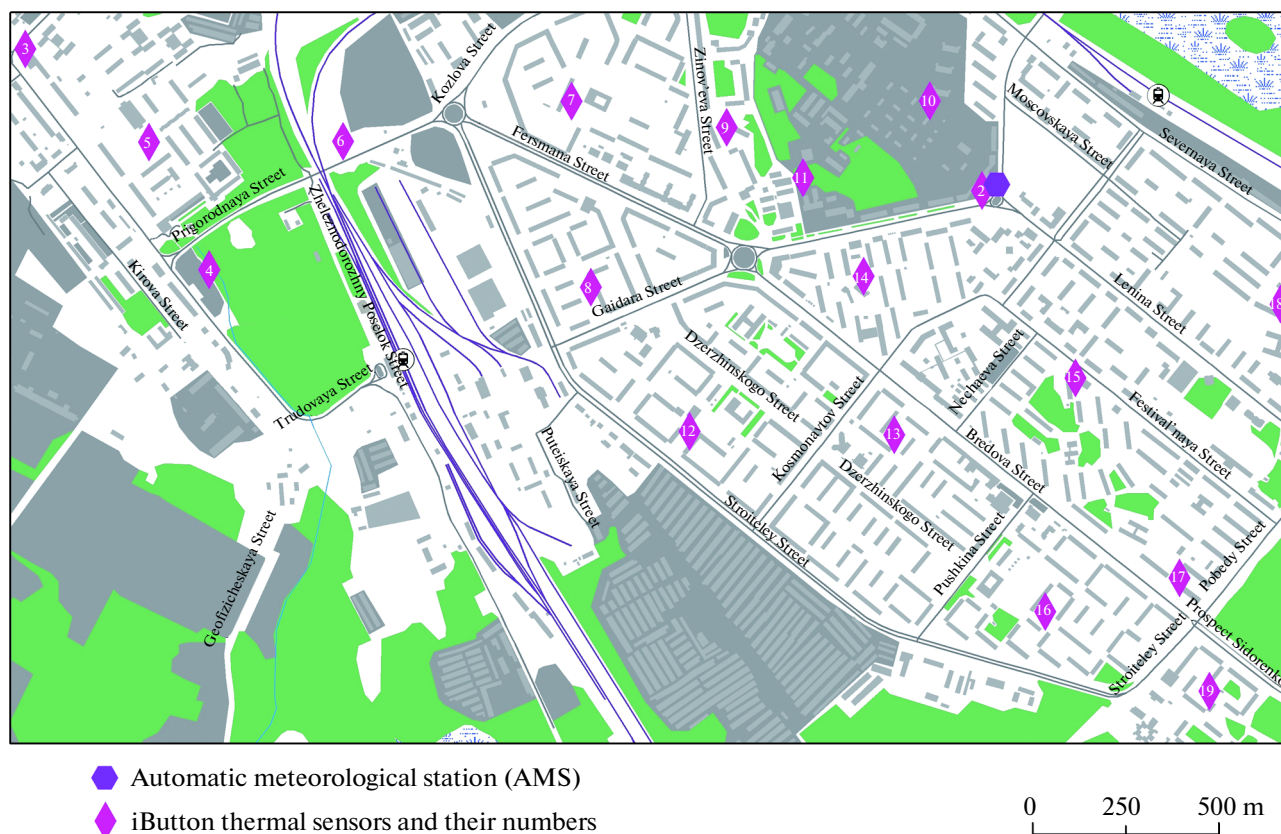 3
Kozlova Street
Zinov'eva Street
7
10
Moscovskaya Street
9
5
6
Fersmana Street
Severnaya Street
11
2
Prigorodnaya Street
Zheleznodorozhny Poselok Street
4
Kirova Street
8
14
Gaidara Street
Lenina Street
18
Dzerzhinskogo Street
Nechaeva Street
15
Trudovaya Street
Kosmonavtov Street
Festival'naya Street
12
13
Bredova Street
Puteiskaya Street
Dzerzhinskogo Street
Stroiteley Street
Geofizicheskaya Street
Pushkina Street
Pobedy Street
17
16
Prospect Sidorenko
Stroiteley Street
19
Automatic meteorological station (AMS)
iButton thermal sensors and their numbers
0 250 500 m